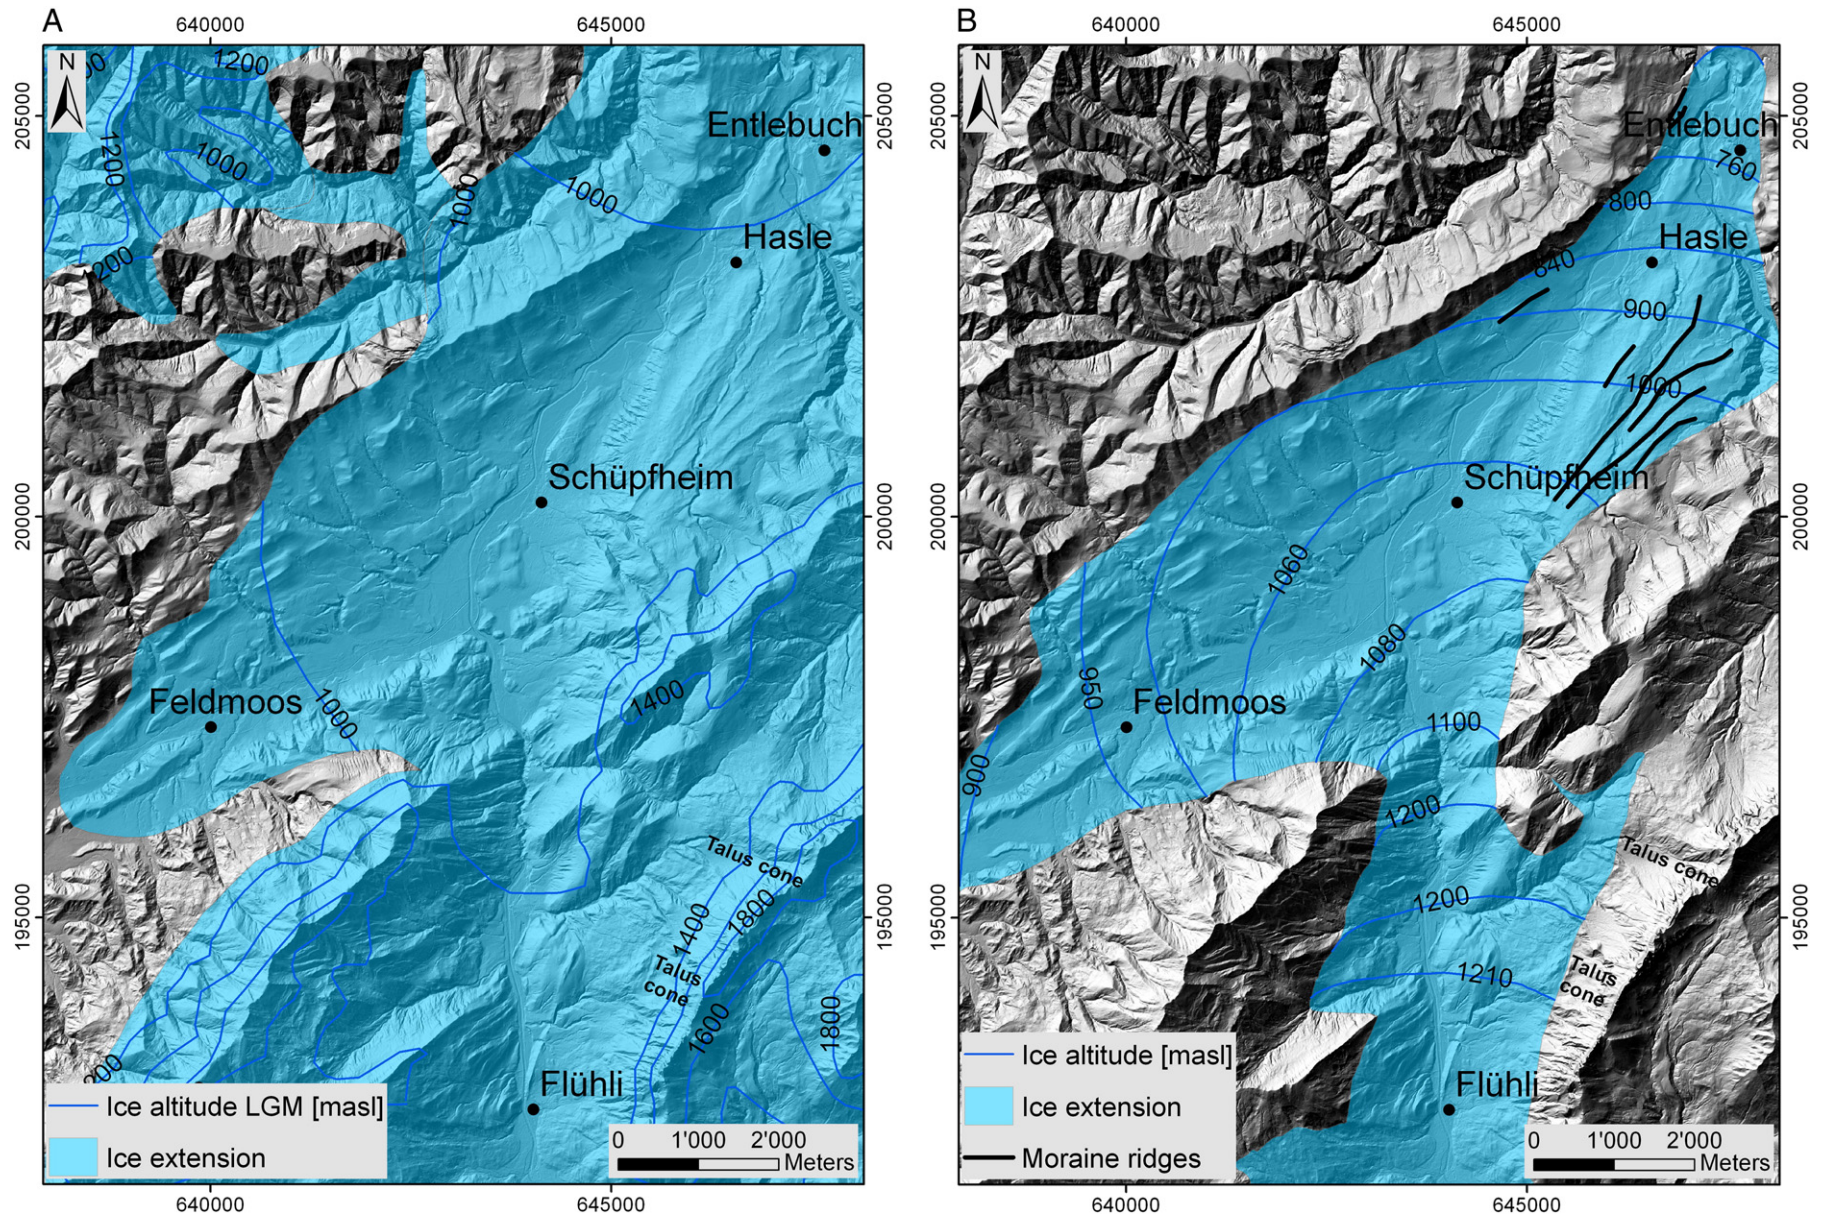 A
640000
645000
N
00
1200
205000
205000
Entlebuch
1200
1000
1000
1000
Hasle
1200
Schüpfheim
200000
200000
Feldmoos
1000
1400
Talus cone
195000
195000
1400
1800
Talus
cone
1600
1800
200
Flühli
Ice altitude LGM [masl]
Ice extension
0 1'000 2'000
Meters
640000
645000
B
640000
645000
N
205000
205000
Entlebuch
760
800
Hasle
840
900
1000
Schüpfheim
200000
200000
1060
1080
950
Feldmoos
1100
900
1200
Talus cone
1200
195000
195000
1210
Talus
cone
Ice altitude [masl]
Ice extension
Moraine ridges
Flühli
0 1'000 2'000
Meters
640000
645000